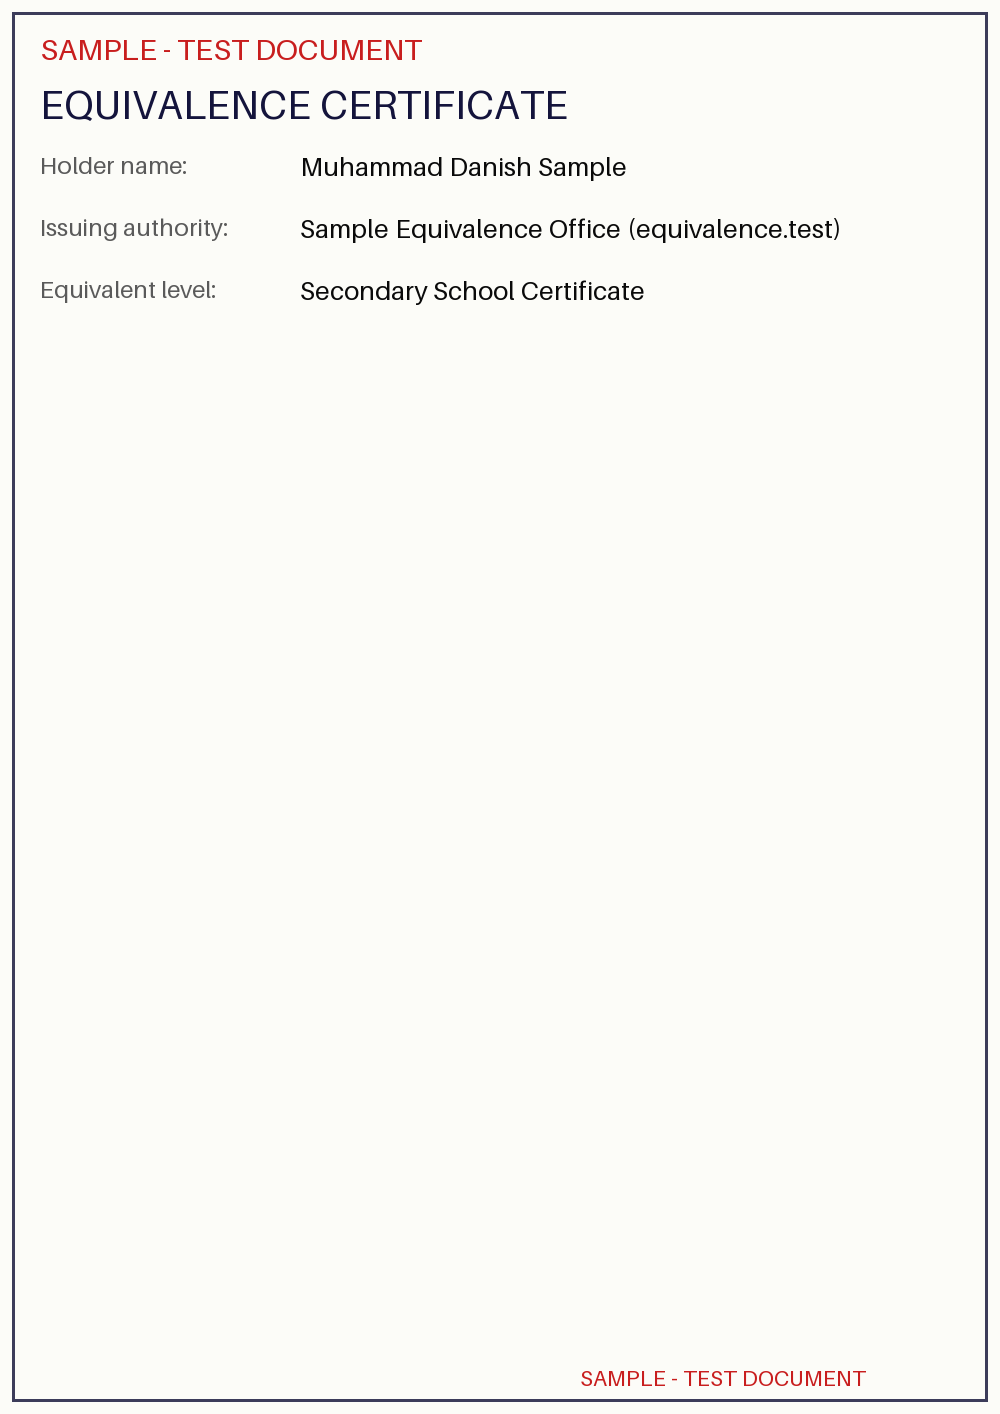 SAMPLE - TEST DOCUMENT
EQUIVALENCE CERTIFICATE
Holder name: Muhammad Danish Sample
Issuing authority: Sample Equivalence Office (equivalence.test)
Equivalent level: Secondary School Certificate
SAMPLE - TEST DOCUMENT